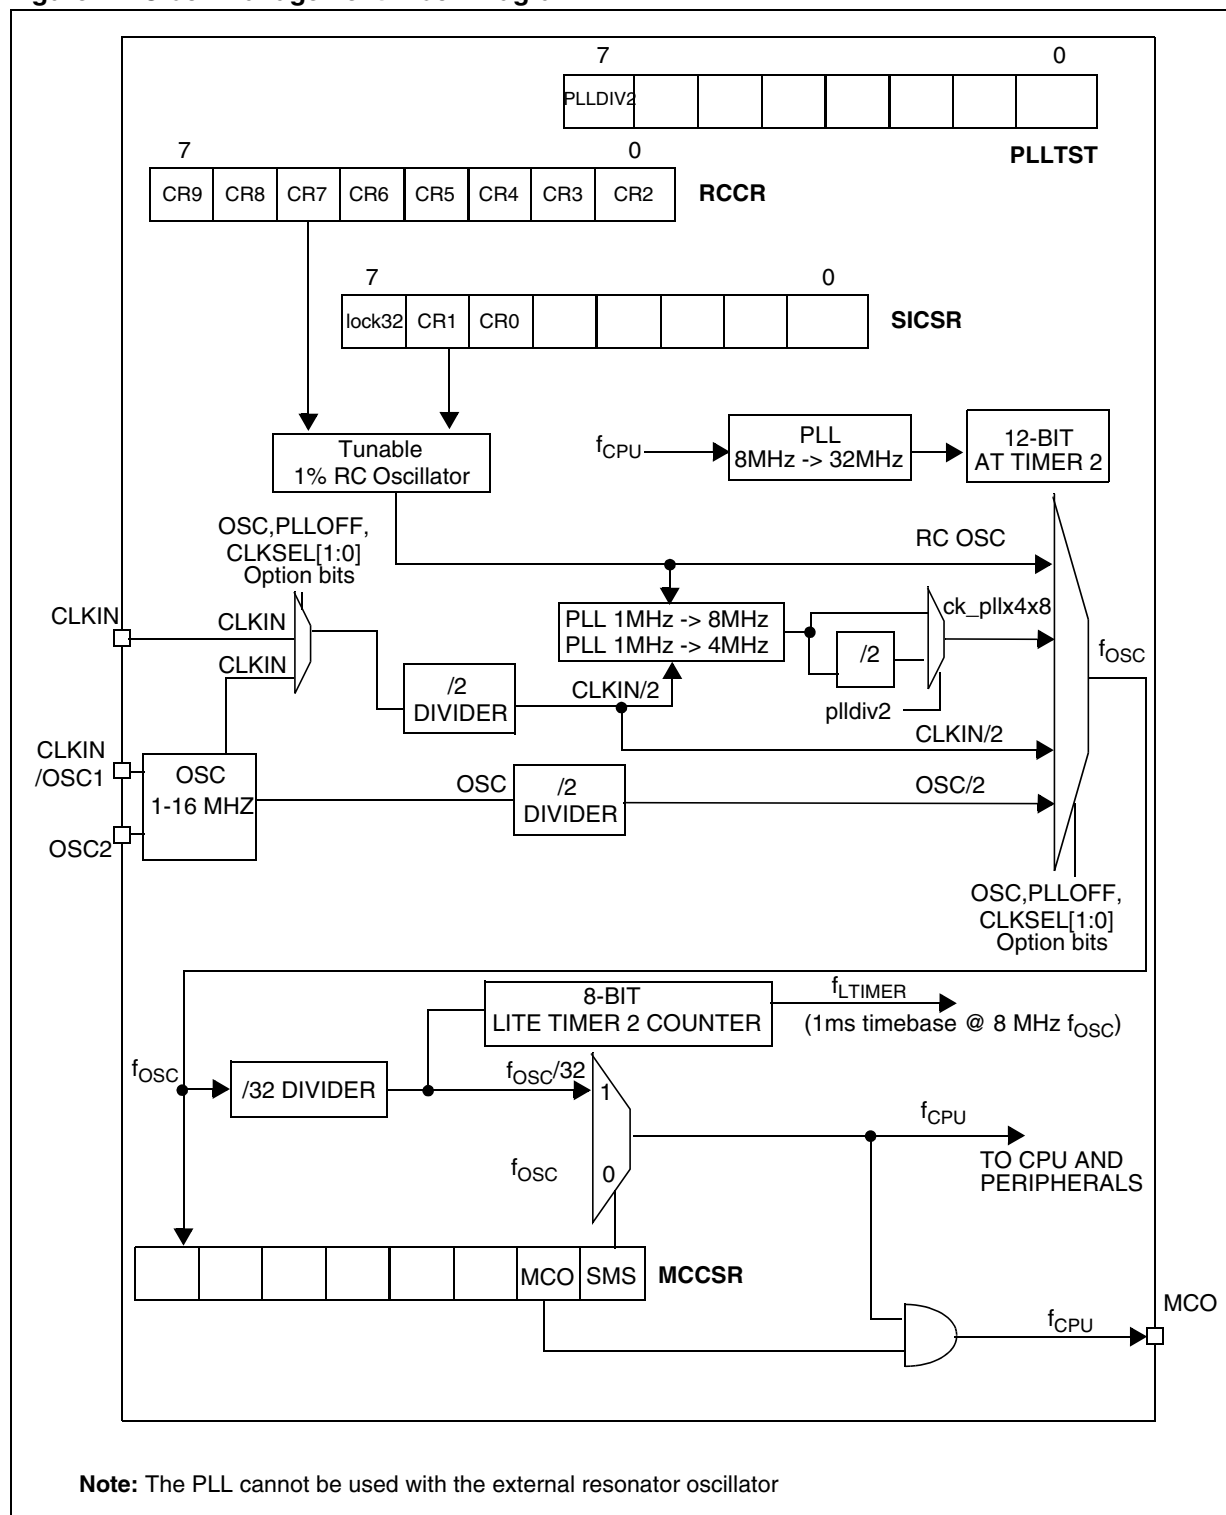 7 0
PLLDIV2
PLLTST
7 0
CR9 CR8 CR7 CR6 CR5 CR4 CR3 CR2 RCCR
7 0
lock32 CR1 CR0 SICSR
Tunable
1% RC Oscillator
fCPU
PLL
8MHz -> 32MHz
12-BIT
AT TIMER 2
OSC,PLLOFF,
CLKSEL[1:0]
Option bits
RC OSC
CLKIN
CLKIN
CLKIN
PLL 1MHz -> 8MHz
PLL 1MHz -> 4MHz
/2
ck_pllx4x8
plldiv2
fOSC
/2
DIVIDER
CLKIN/2
CLKIN/2
CLKIN
/OSC1
OSC2
OSC
1-16 MHZ
OSC
/2
DIVIDER
OSC/2
OSC,PLLOFF,
CLKSEL[1:0]
Option bits
8-BIT
LITE TIMER 2 COUNTER
fLTIMER
(1ms timebase @ 8 MHz fOSC)
fOSC
/32 DIVIDER
fOSC/32
1
fOSC
0
fCPU
TO CPU AND
PERIPHERALS
MCO SMS MCCSR
fCPU
MCO
Note: The PLL cannot be used with the external resonator oscillator